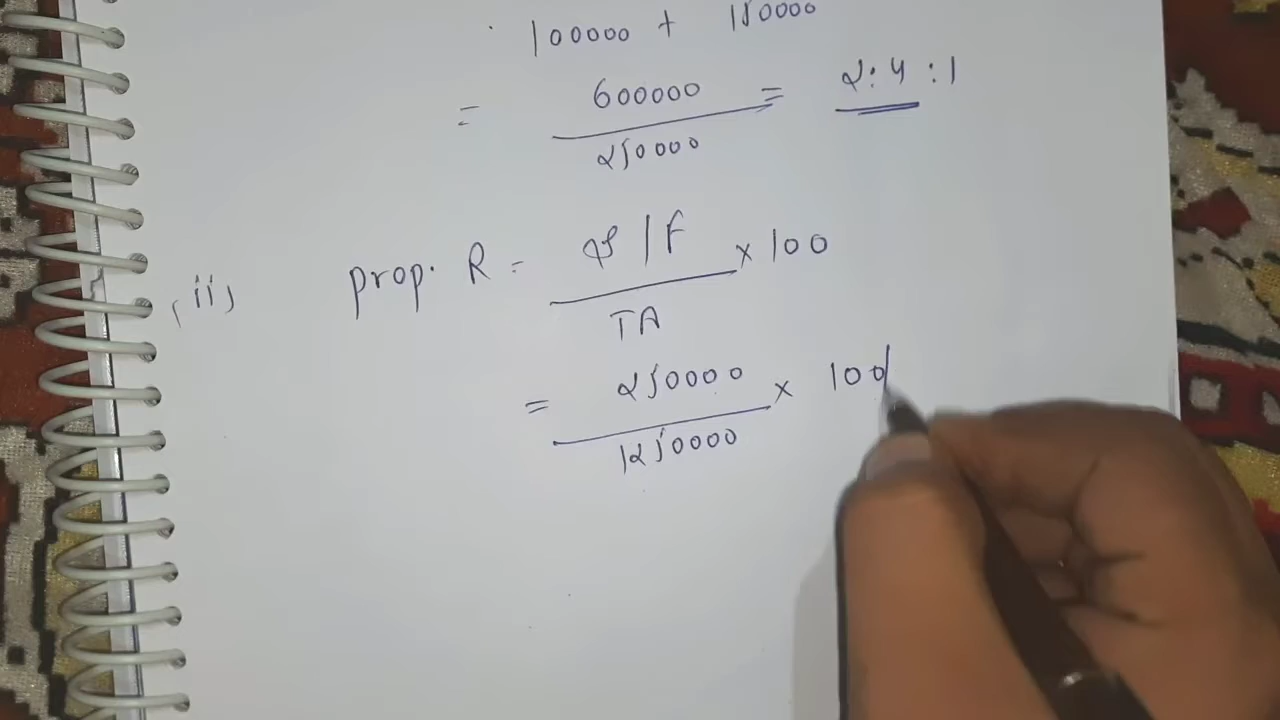 100000 + 150000
= 600000 / 250000 = 2:4 :1
(ii) prop. R = S/F / TA x 100
= 250000 / 1250000 x 100